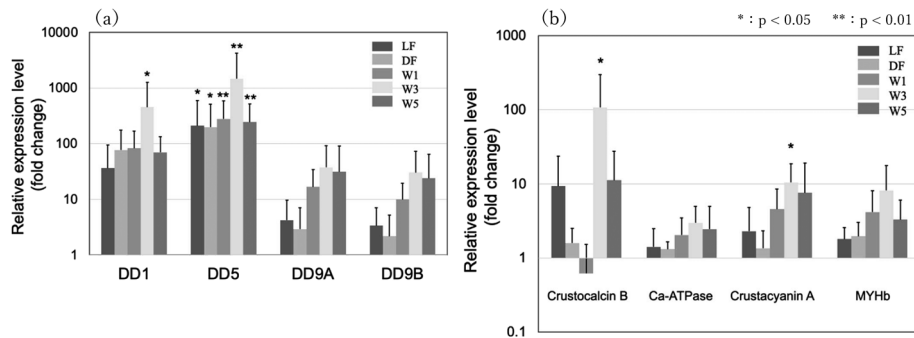 (a)
Relative expression level
(fold change)
10000
1000
100
10
1
LF
DF
W1
W3
W5
*
* * ** ** **
DD1 DD5 DD9A DD9B
(b)
* : p < 0.05 ** : p < 0.01
Relative expression level
(fold change)
1000
100
10
1
0.1
LF
DF
W1
W3
W5
*
*
Crustocalcin B Ca-ATPase Crustacyanin A MYHb